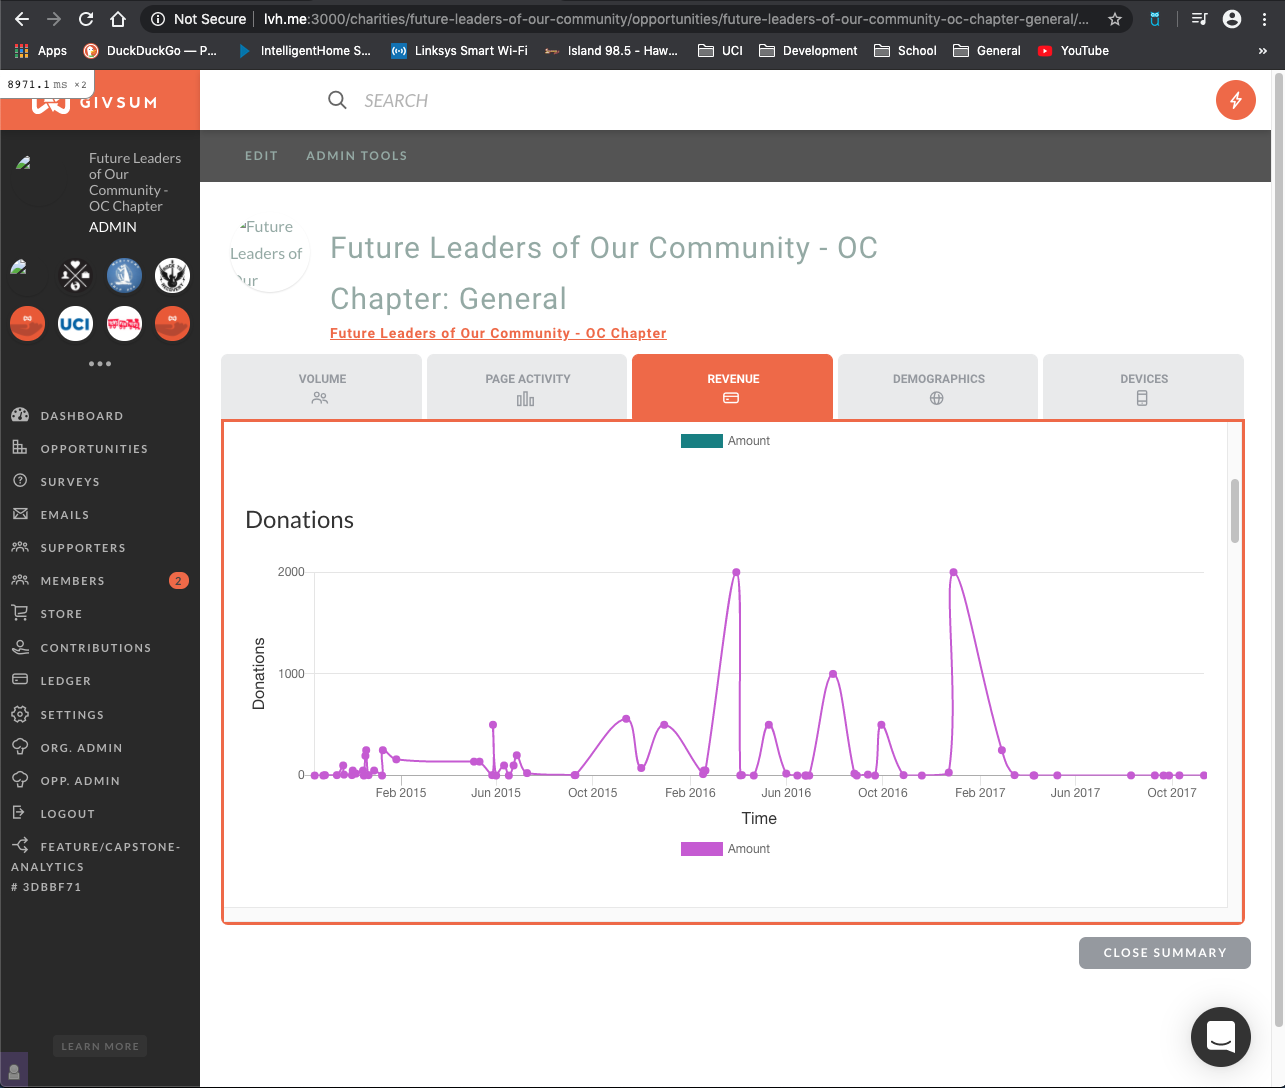 Not Secure
lvh.me:3000/charities/future-leaders-of-our-community/opportunities/future-leaders-of-our-community-oc-chapter-general/...
Apps
DuckDuckGo — P...
IntelligentHome S...
Linksys Smart Wi-Fi
Island 98.5 - Haw...
UCI
Development
School
General
YouTube
»
8971.1 ms ×2
GIVSUM
SEARCH
EDIT
ADMIN TOOLS
Future Leaders
of Our
Community -
OC Chapter
ADMIN
UCI
DASHBOARD
OPPORTUNITIES
SURVEYS
EMAILS
SUPPORTERS
MEMBERS
2
STORE
CONTRIBUTIONS
LEDGER
SETTINGS
ORG. ADMIN
OPP. ADMIN
LOGOUT
FEATURE/CAPSTONE-
ANALYTICS
# 3DBBF71
LEARN MORE
Future
Leaders of
Our
Future Leaders of Our Community - OC
Chapter: General
Future Leaders of Our Community - OC Chapter
VOLUME
PAGE ACTIVITY
REVENUE
DEMOGRAPHICS
DEVICES
Amount
Donations
2000
1000
0
Donations
Feb 2015
Jun 2015
Oct 2015
Feb 2016
Jun 2016
Oct 2016
Feb 2017
Jun 2017
Oct 2017
Time
Amount
CLOSE SUMMARY